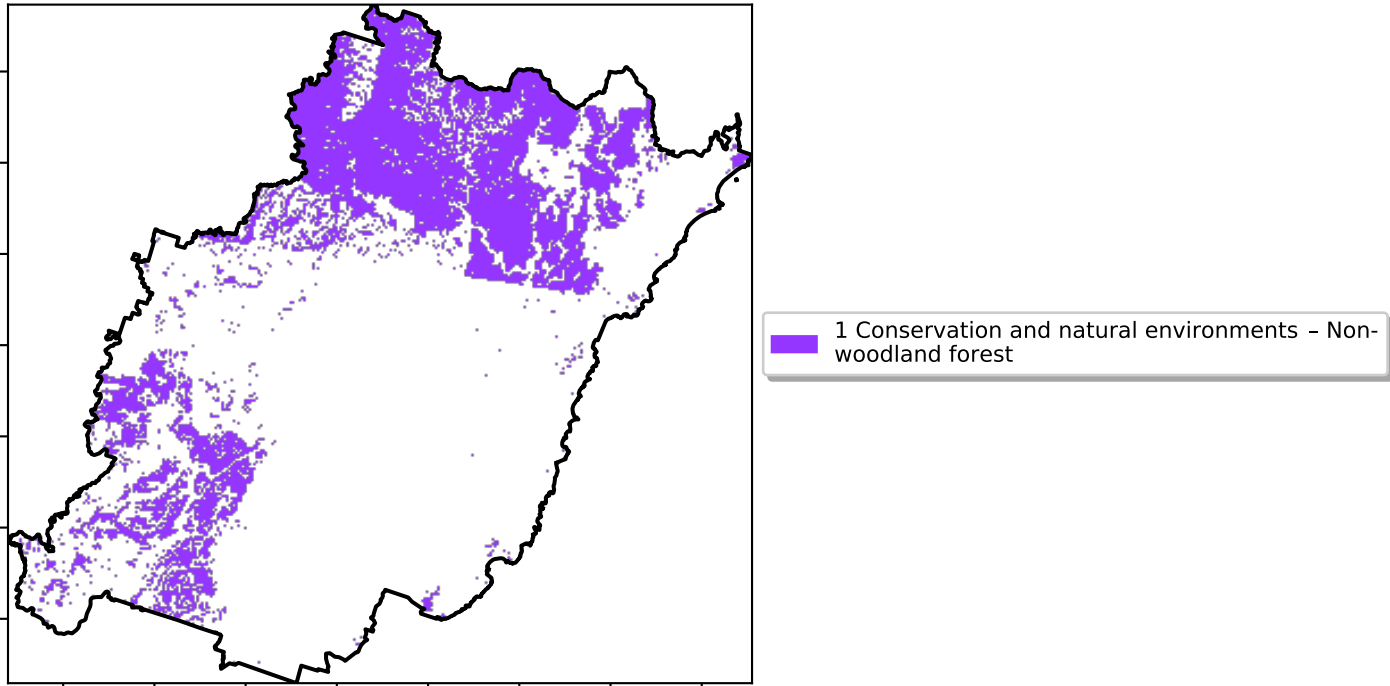 1 Conservation and natural environments – Non-
woodland forest